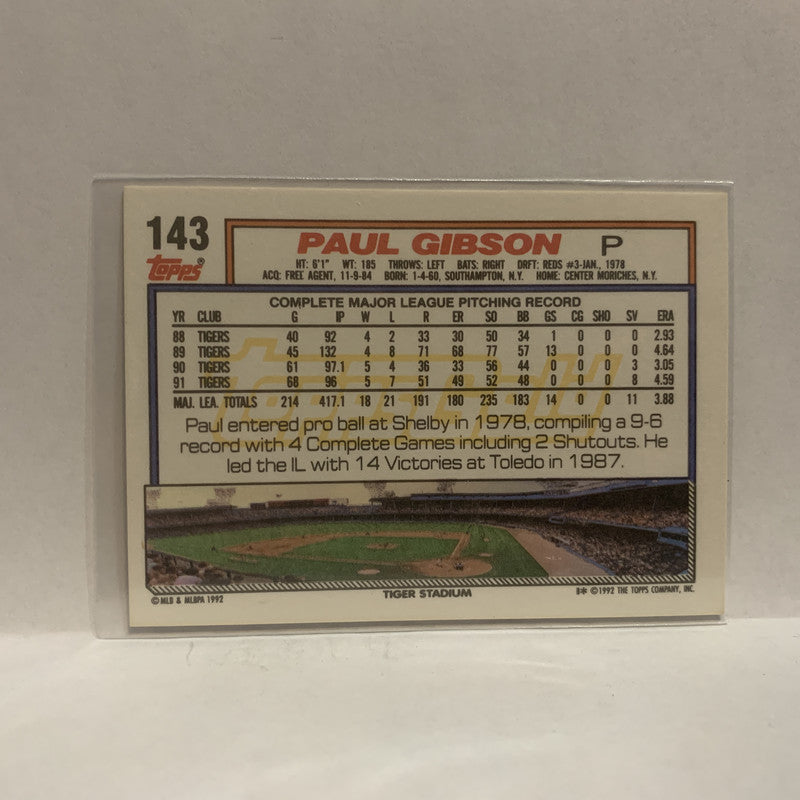 143
Topps®
PAUL GIBSON P
HT: 6'1" WT: 185 THROWS: LEFT BATS: RIGHT DRFT: REDS #3-JAN., 1978
ACQ: FREE AGENT, 11-9-84 BORN: 1-4-60, SOUTHAMPTON, N.Y. HOME: CENTER MORICHES, N.Y.
COMPLETE MAJOR LEAGUE PITCHING RECORD
YR CLUB G IP W L R ER SO BB GS CG SHO SV ERA
88 TIGERS 40 92 4 2 33 30 50 34 1 0 0 0 2.93
89 TIGERS 45 132 4 8 71 68 77 57 13 0 0 0 4.64
90 TIGERS 61 97.1 5 4 36 33 56 44 0 0 0 3 3.05
91 TIGERS 68 96 5 7 51 49 52 48 0 0 0 8 4.59
MAJ. LEA. TOTALS 214 417.1 18 21 191 180 235 183 14 0 0 11 3.88
Paul entered pro ball at Shelby in 1978, compiling a 9-6
record with 4 Complete Games including 2 Shutouts. He
led the IL with 14 Victories at Toledo in 1987.
TIGER STADIUM
© MLB & MLBPA 1992
B* © 1992 THE TOPPS COMPANY, INC.